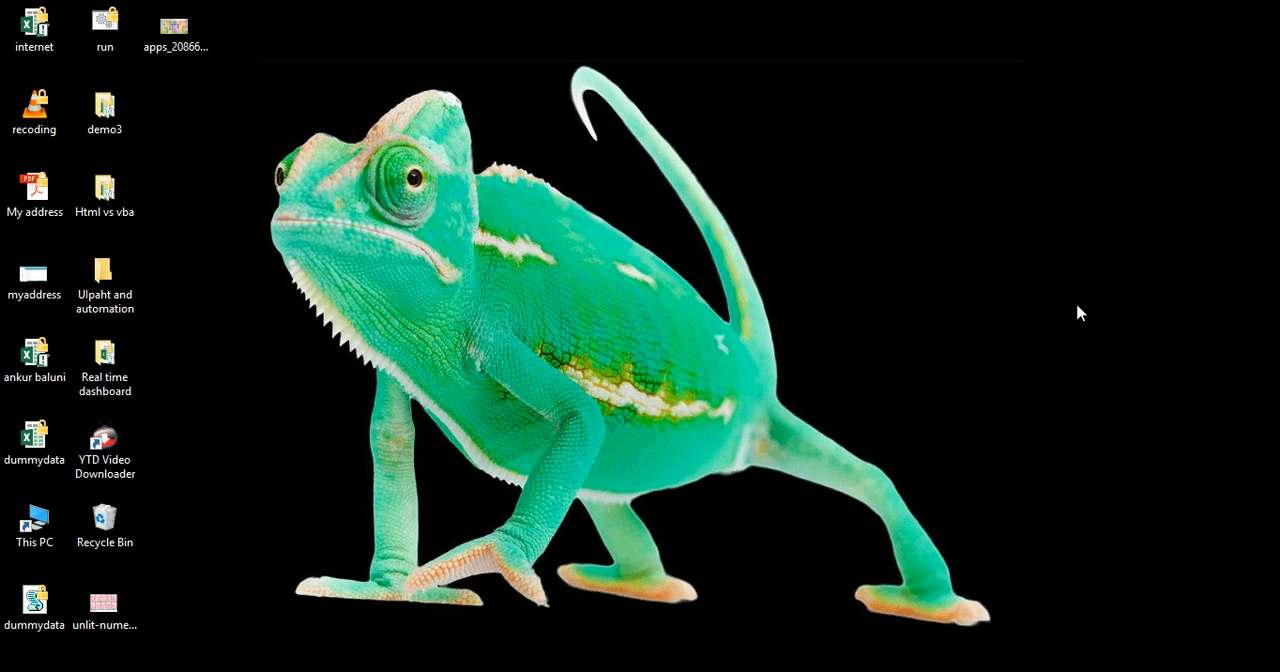 internet
run
apps_20866...
recoding
demo3
My address
Html vs vba
myaddress
Ulpaht and
automation
ankur baluni
Real time
dashboard
dummydata
YTD Video
Downloader
This PC
Recycle Bin
dummydata
unlit-nume...